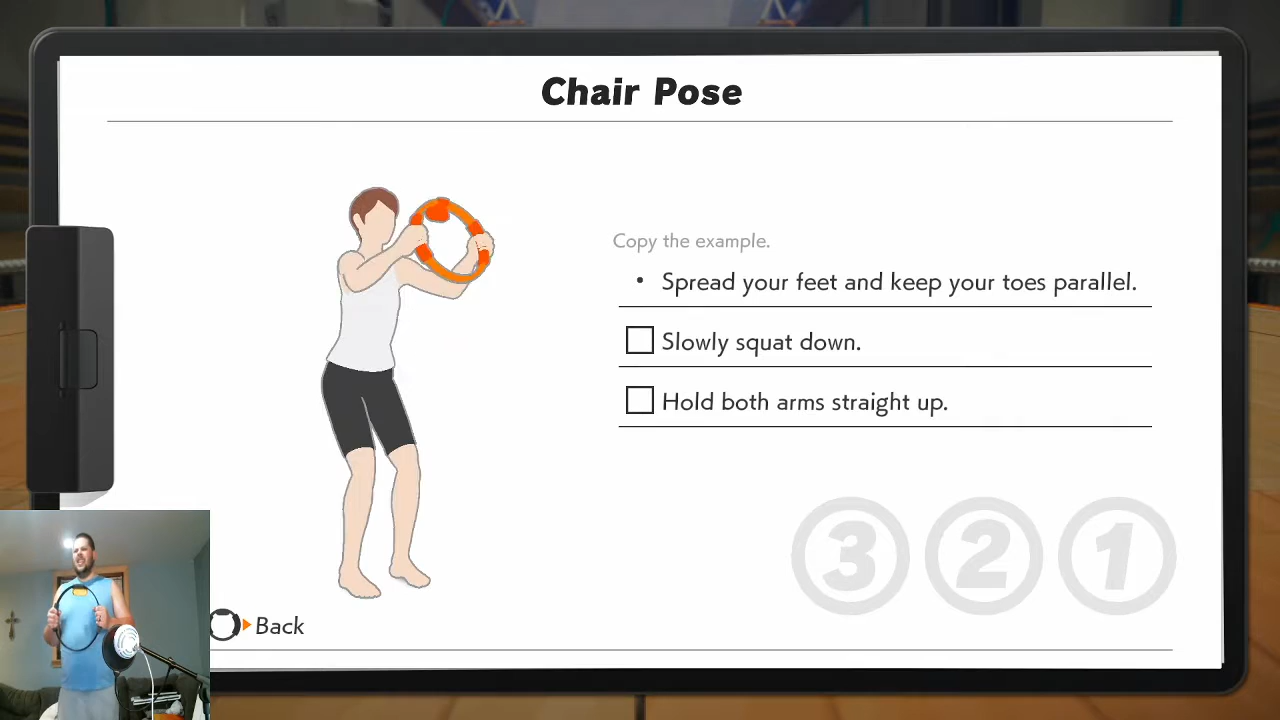 Chair Pose
Copy the example.
• Spread your feet and keep your toes parallel.
Slowly squat down.
Hold both arms straight up.
3 2 1
Back